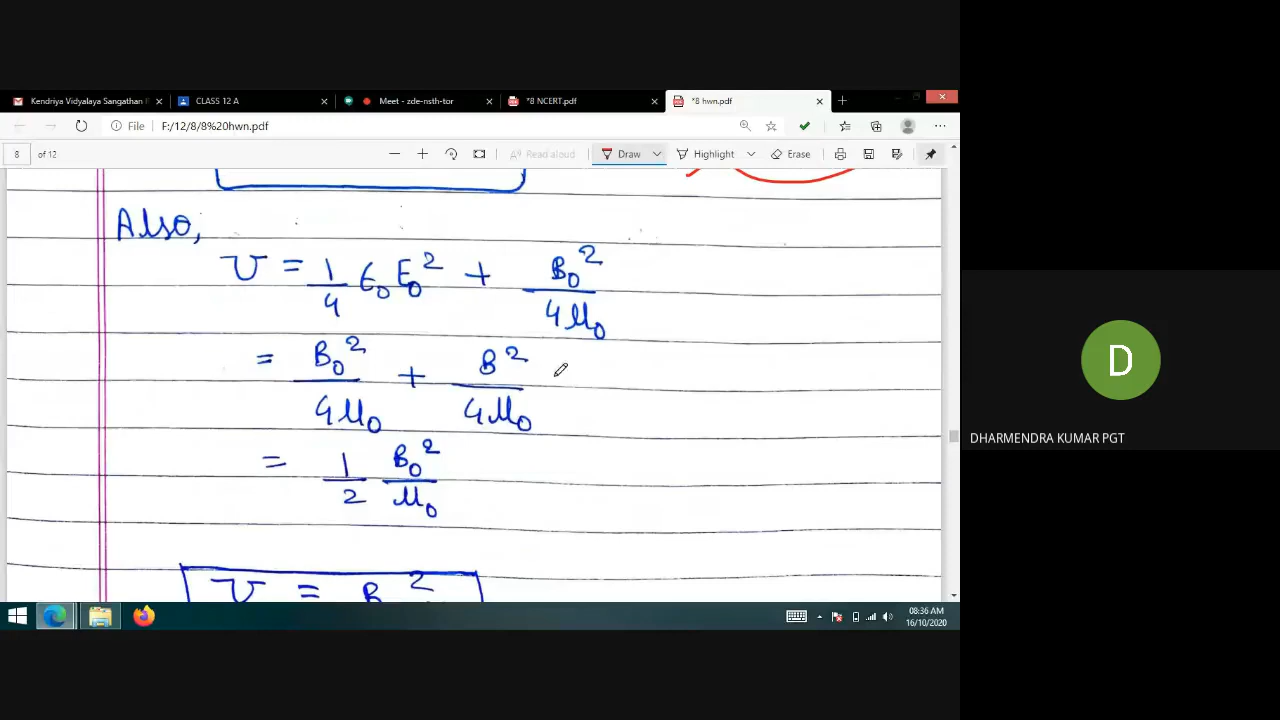 Kendriya Vidyalaya Sangathan
CLASS 12 A
Meet - zde-nsth-tor
*8 NCERT.pdf
*8 hwn.pdf
File
F:/12/8/8%20hwn.pdf
8 of 12
Read aloud
Draw
Highlight
Erase
Also,
U = 1/4 ϵ₀E₀² + B₀²/4μ₀
= B₀²/4μ₀ + B²/4μ₀
= 1/2 B₀²/μ₀
U = B ²
D
DHARMENDRA KUMAR PGT
08:36 AM
16/10/2020